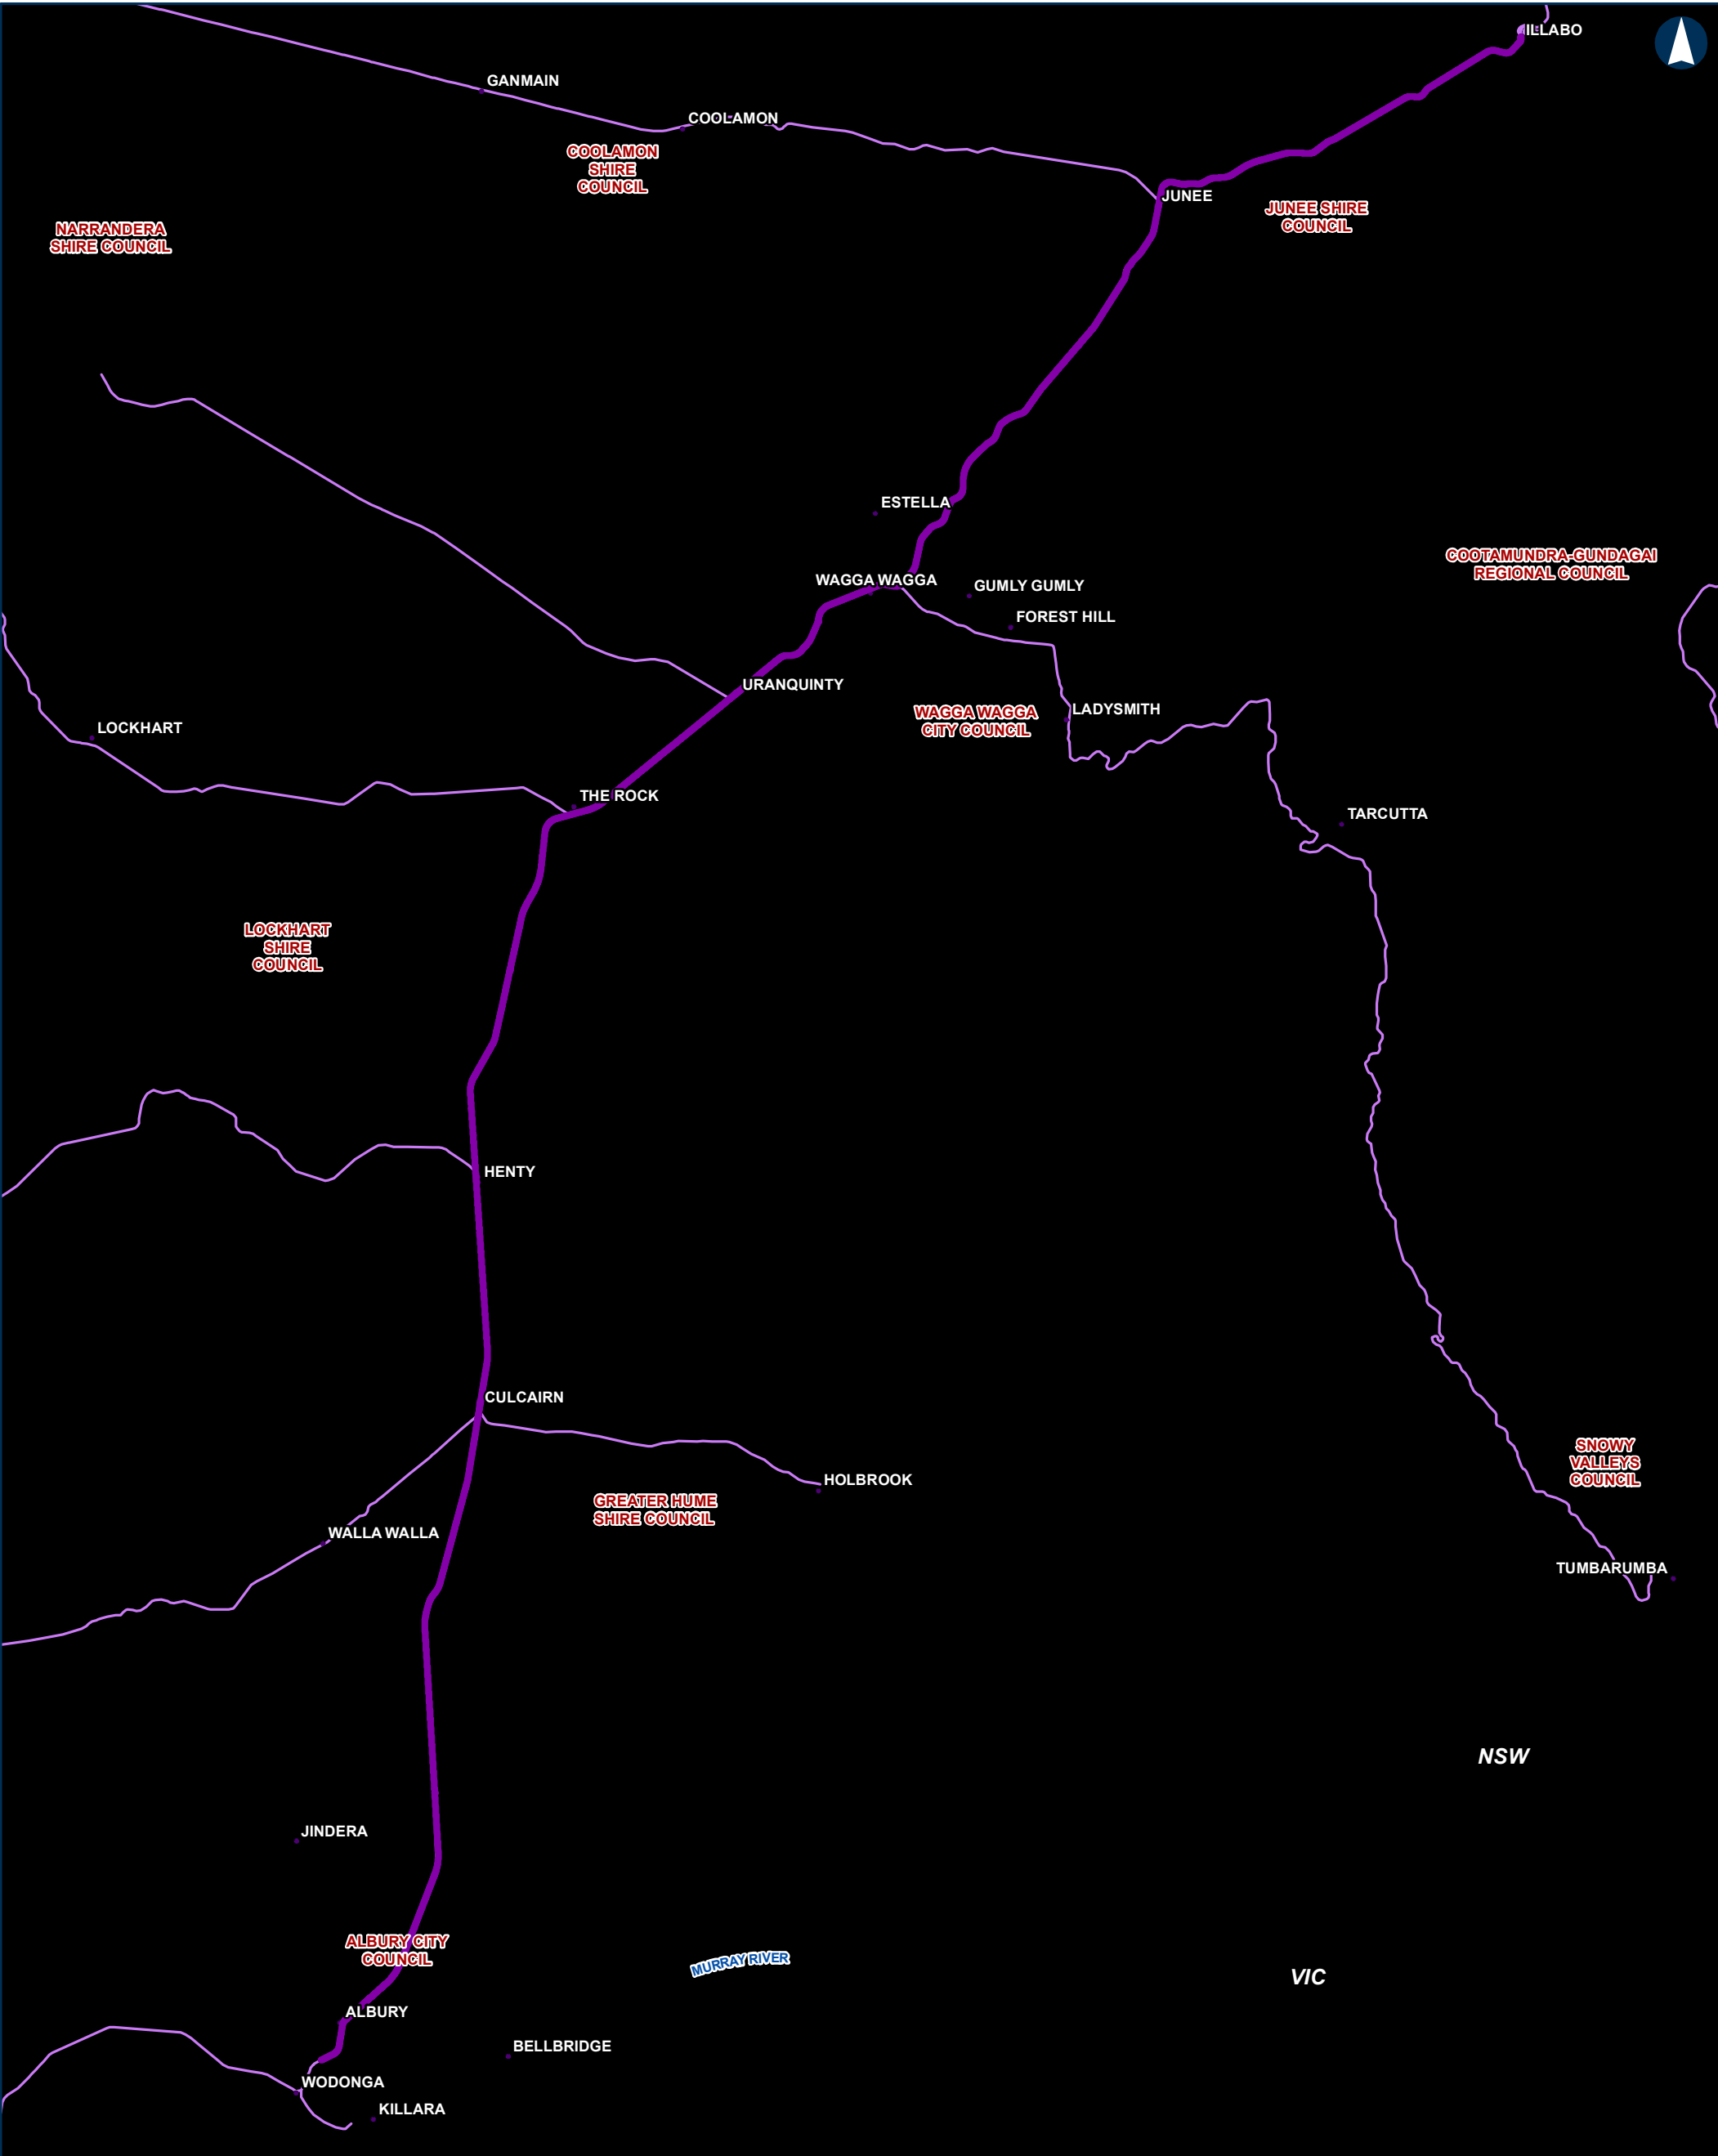 ILLABO
GANMAIN
COOLAMON
COOLAMON
SHIRE
COUNCIL
JUNEE
JUNEE SHIRE
COUNCIL
NARRANDERA
SHIRE COUNCIL
ESTELLA
COOTAMUNDRA-GUNDAGAI
REGIONAL COUNCIL
WAGGA WAGGA
GUMLY GUMLY
FOREST HILL
URANQUINTY
WAGGA WAGGA
CITY COUNCIL
LADYSMITH
LOCKHART
THE ROCK
TARCUTTA
LOCKHART
SHIRE
COUNCIL
HENTY
CULCAIRN
HOLBROOK
SNOWY
VALLEYS
COUNCIL
GREATER HUME
SHIRE COUNCIL
WALLA WALLA
TUMBARUMBA
NSW
JINDERA
ALBURY CITY
COUNCIL
MURRAY RIVER
VIC
ALBURY
BELLBRIDGE
WODONGA
KILLARA